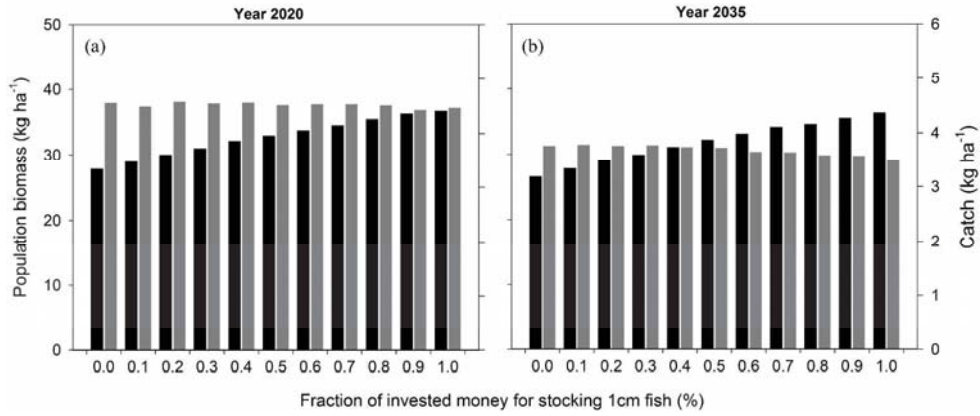 Year 2020
Year 2035
(a)
(b)
Population biomass (kg ha⁻¹)
50
40
30
20
10
0
6
5
4
3
2
1
0
Catch (kg ha⁻¹)
0.0 0.1 0.2 0.3 0.4 0.5 0.6 0.7 0.8 0.9 1.0
0.0 0.1 0.2 0.3 0.4 0.5 0.6 0.7 0.8 0.9 1.0
Fraction of invested money for stocking 1cm fish (%)